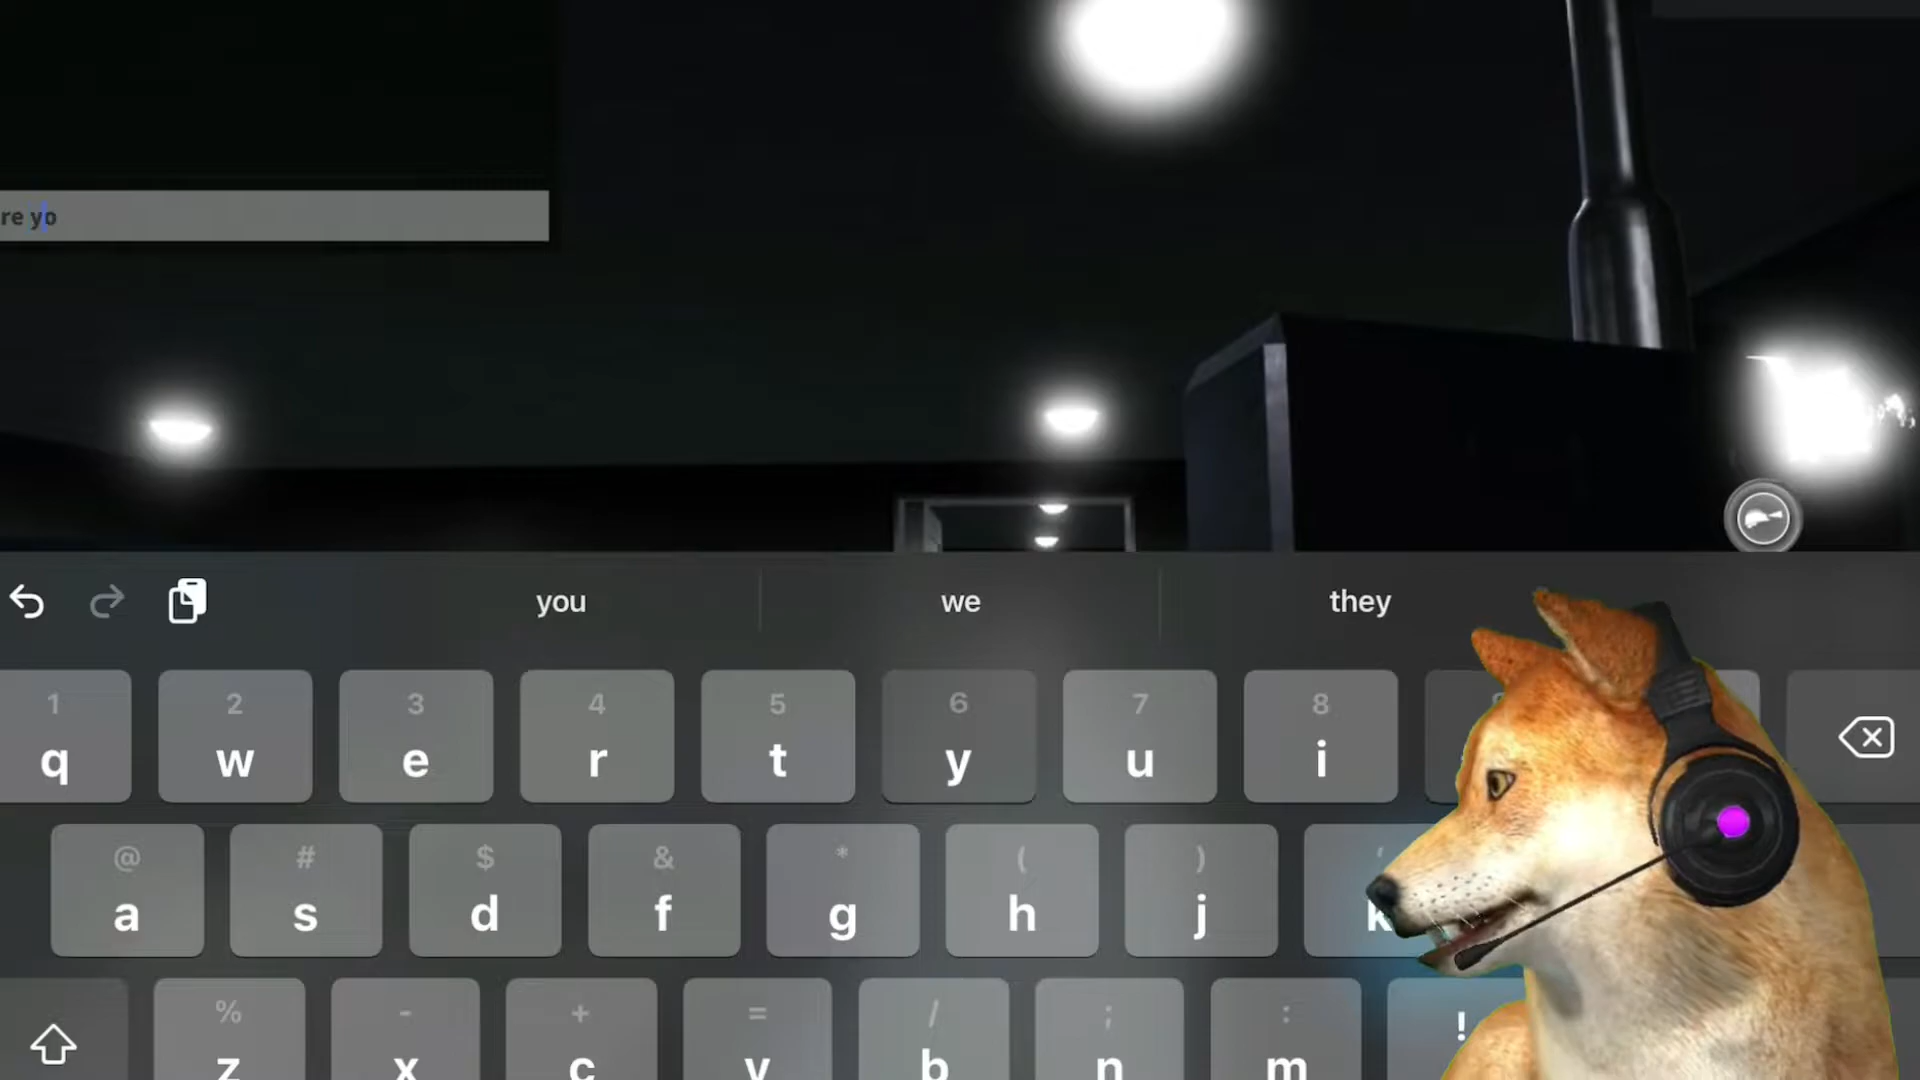 re yo
you we they
1 2 3 4 5 6 7 8
q w e r t y u i
@ # $ & * ( ) '
a s d f g h j k
% - + = / ; : !
z x c v b n m